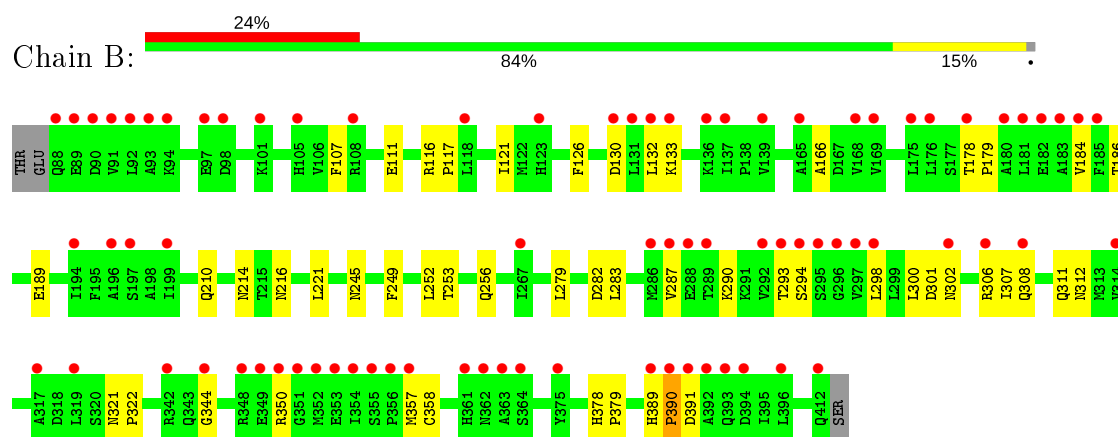 24%
Chain B:
84%
15%
THR GLU Q88 E89 D90 V91 L92 A93 K94 E97 D98 K101 H105 V106 F107 R108 E111 R116 P117 L118 I121 M122 H123 F126 D130 L131 L132 K133 K136 I137 P138 V139 A165 A166 D167 V168 V169 L175 L176 S177 T178 P179 A180 L181 E182 A183 V184 F185 T186
E189 I194 F195 A196 S197 A198 I199 Q210 N214 T215 N216 L221 N245 F249 L252 T253 Q256 I267 L279 D282 L283 M286 V287 E288 T289 K290 K291 V292 T293 S294 S295 G296 V297 L298 L299 L300 D301 N302 R306 I307 Q308 Q311 N312 M313 V314
A317 D318 L319 S320 N321 P322 R342 Q343 G344 R348 E349 R350 G351 M352 E353 I354 S355 P356 M357 C358 H361 N362 A363 S364 Y375 H378 P379 H389 P390 D391 A392 Q393 D394 I395 L396 Q412 SER